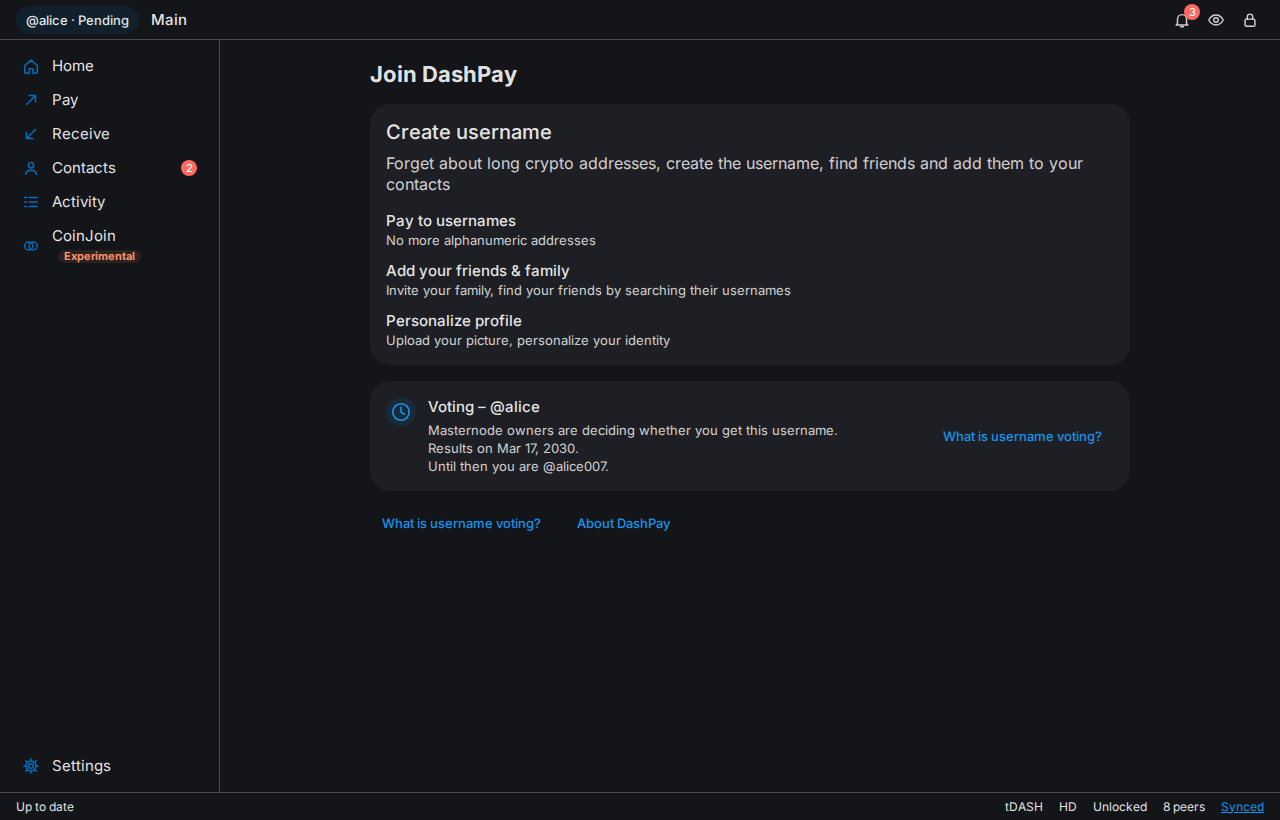 @alice · Pending
Main
3
Home
Pay
Receive
Contacts
2
Activity
CoinJoin
Experimental
Settings
Join DashPay
Create username
Forget about long crypto addresses, create the username, find friends and add them to your
contacts
Pay to usernames
No more alphanumeric addresses
Add your friends & family
Invite your family, find your friends by searching their usernames
Personalize profile
Upload your picture, personalize your identity
Voting – @alice
Masternode owners are deciding whether you get this username.
Results on Mar 17, 2030.
Until then you are @alice007.
What is username voting?
What is username voting?
About DashPay
Up to date
tDASH
HD
Unlocked
8 peers
Synced